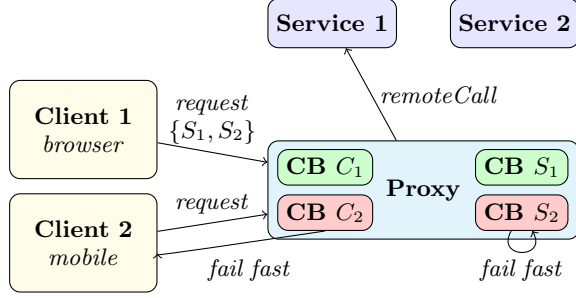 Service 1
Service 2
Client 1
browser
request
{S₁, S₂}
remoteCall
CB C₁
CB S₁
Proxy
Client 2
mobile
request
CB C₂
CB S₂
fail fast
fail fast